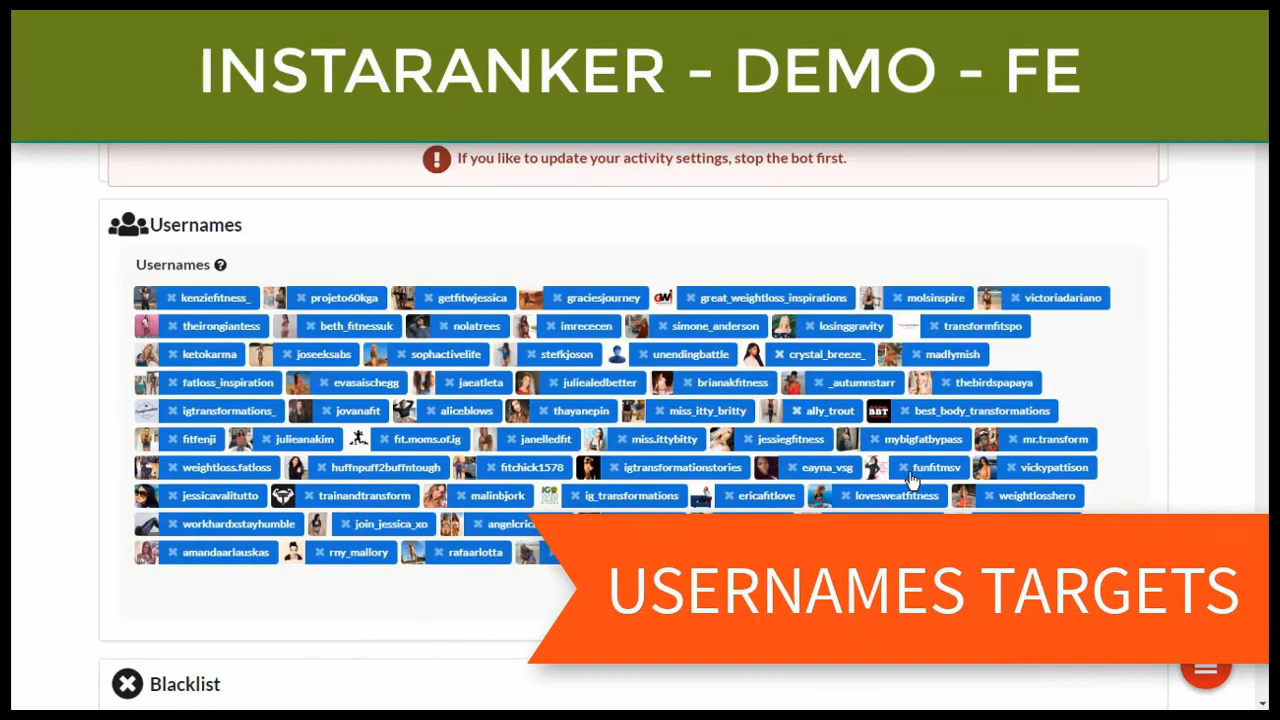 INSTARANKER - DEMO - FE
If you like to update your activity settings, stop the bot first.
Usernames
Usernames
kenziefitness_ projeto60kga getfitwjessica graciesjourney great_weightloss_inspirations molsinspire victoriadariano
theirongiantess beth_fitnessuk nolatrees imrececen simone_anderson losinggravity transformfitspo
ketokarma joseeksabs sophactivelife stefkjoson unendingbattle crystal_breeze_ madlymish
fatloss_inspiration evasaischegg jaeatleta juliealedbetter brianakfitness _autumnstarr thebirdspapaya
igtransformations_ jovanafit aliceblows thayanepin miss_itty_britty ally_trout BBT best_body_transformations
fitfenji julieanakim fit.moms.of.ig janelledfit miss.ittybitty jessiegfitness mybigfatbypass mr.transform
weightloss.fatloss huffnpuff2buffntough fitchick1578 igtransformationstories eayna_vsg funfitmsv vickypattison
jessicavalitutto trainandtransform malinbjork ig_transformations ericafitlove lovesweatfitness weightlosshero
workhardxstayhumble join_jessica_xo
amandaarlauskas rny_mallory rafaarlotta
USERNAMES TARGETS
Blacklist